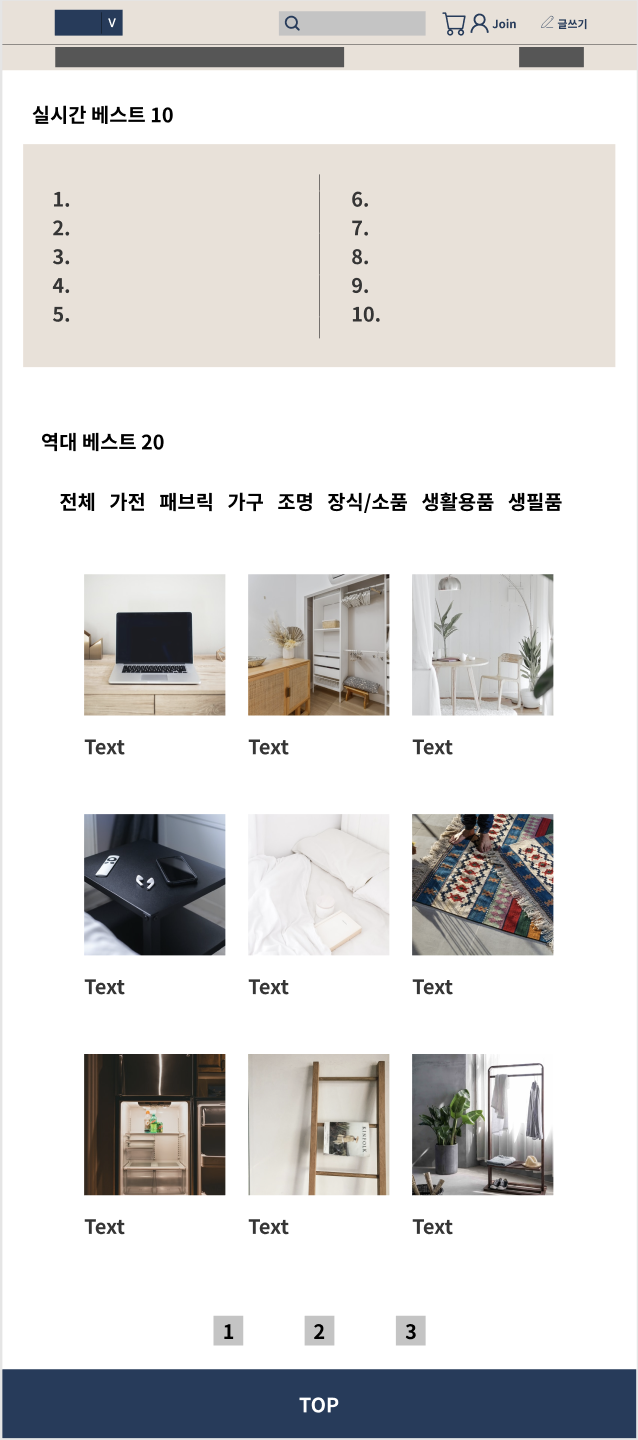 V
Join
글쓰기
실시간 베스트 10
1.
2.
3.
4.
5.
6.
7.
8.
9.
10.
역대 베스트 20
전체 가전 패브릭 가구 조명 장식/소품 생활용품 생필품
Text Text Text
Text Text Text
KINFOLK
Text Text Text
1 2 3
TOP